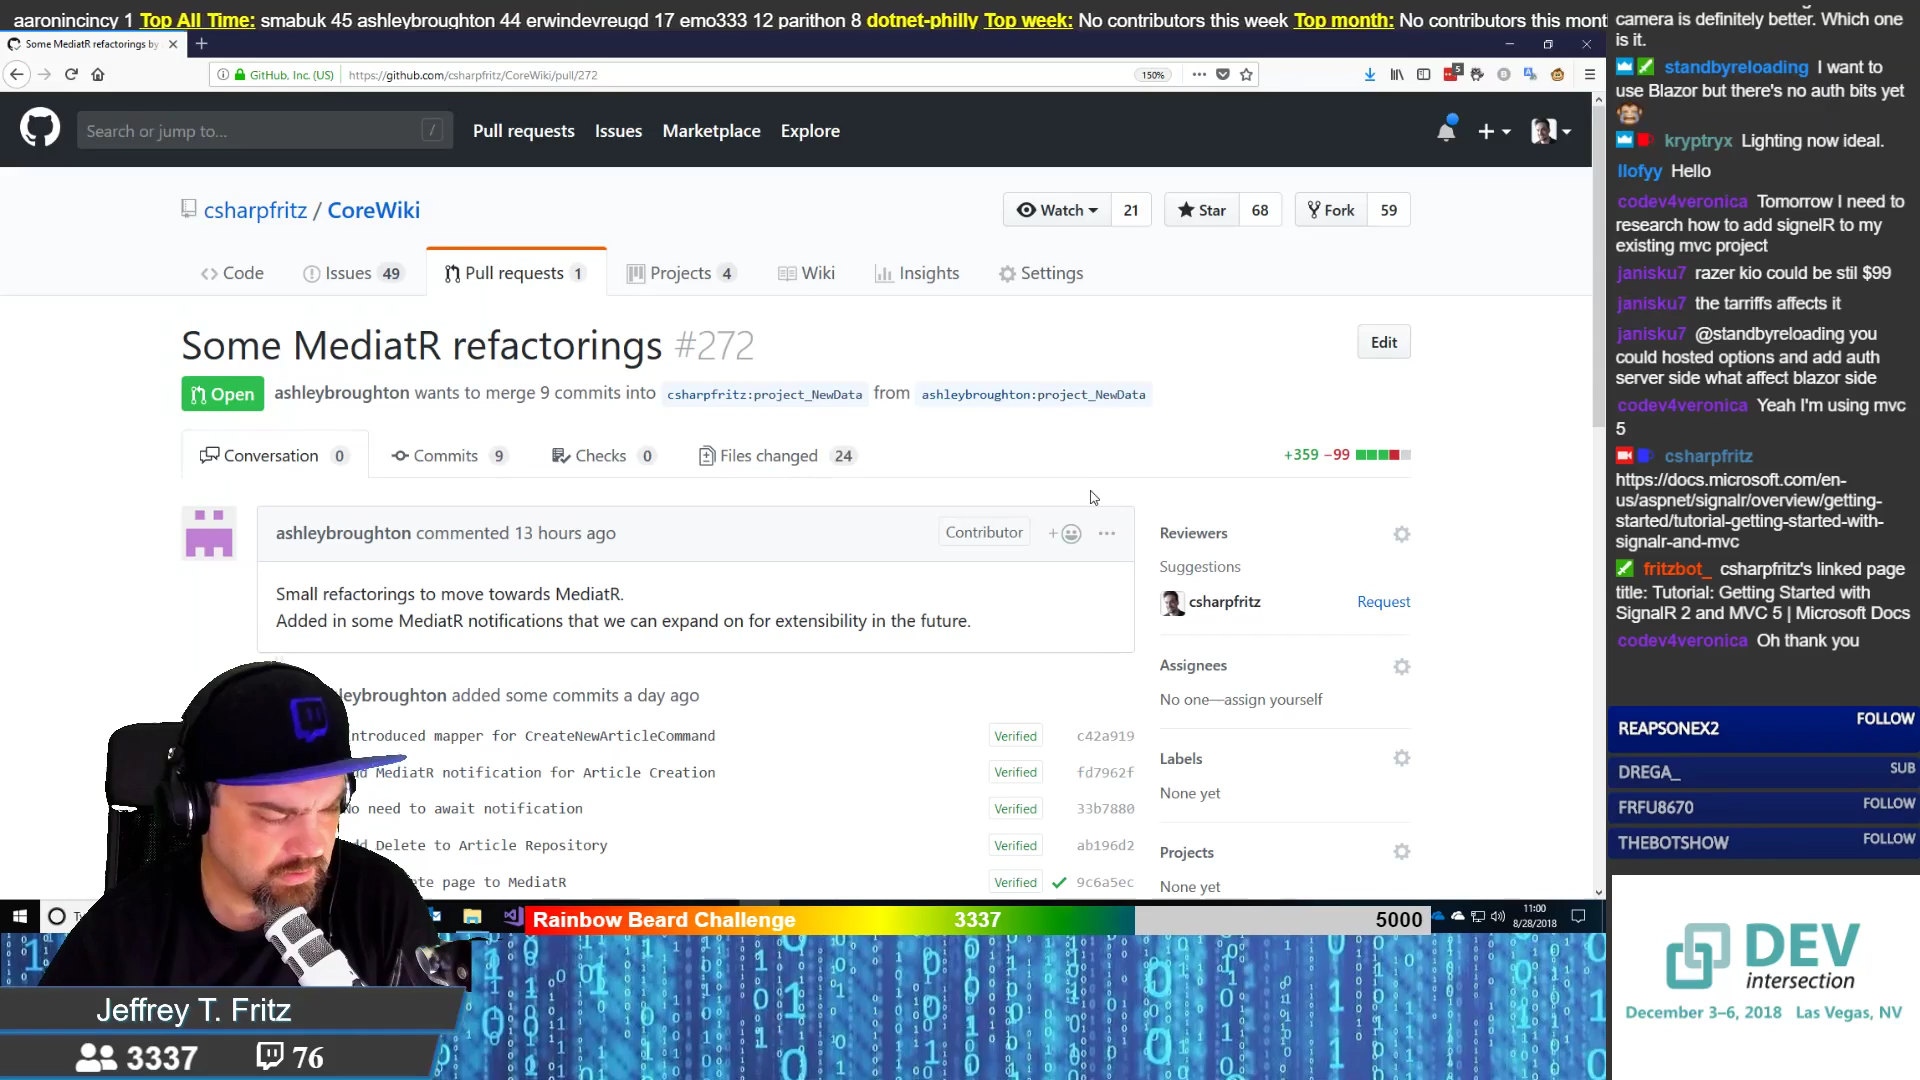 aaronincincy 1 Top All Time: smabuk 45 ashleybroughton 44 erwindevreugd 17 emo333 12 parithon 8 dotnet-philly Top week: No contributors this week Top month: No contributors this mont
Some MediatR refactorings by
GitHub, Inc. (US)
https://github.com/csharpfritz/CoreWiki/pull/272
150%
5
Search or jump to...
/
Pull requests
Issues
Marketplace
Explore
csharpfritz / CoreWiki
Watch 21
Star 68
Fork 59
Code
Issues 49
Pull requests 1
Projects 4
Wiki
Insights
Settings
Some MediatR refactorings #272
Edit
Open
ashleybroughton wants to merge 9 commits into csharpfritz:project_NewData from ashleybroughton:project_NewData
Conversation 0
Commits 9
Checks 0
Files changed 24
+359 −99
ashleybroughton commented 13 hours ago
Contributor
Small refactorings to move towards MediatR.
Added in some MediatR notifications that we can expand on for extensibility in the future.
leybroughton added some commits a day ago
ntroduced mapper for CreateNewArticleCommand
Verified
c42a919
MediatR notification for Article Creation
Verified
fd7962f
No need to await notification
Verified
33b7880
Delete to Article Repository
Verified
ab196d2
te page to MediatR
Verified
9c6a5ec
Reviewers
Suggestions
csharpfritz
Request
Assignees
No one—assign yourself
Labels
None yet
Projects
None yet
camera is definitely better. Which one
is it.
standbyreloading I want to
use Blazor but there's no auth bits yet
kryptryx Lighting now ideal.
llofyy Hello
codev4veronica Tomorrow I need to
research how to add signelR to my
existing mvc project
janisku7 razer kio could be stil $99
janisku7 the tarriffs affects it
janisku7 @standbyreloading you
could hosted options and add auth
server side what affect blazor side
codev4veronica Yeah I'm using mvc
5
csharpfritz
https://docs.microsoft.com/en-
us/aspnet/signalr/overview/getting-
started/tutorial-getting-started-with-
signalr-and-mvc
fritzbot_ csharpfritz's linked page
title: Tutorial: Getting Started with
SignalR 2 and MVC 5 | Microsoft Docs
codev4veronica Oh thank you
REAPSONEX2 FOLLOW
DREGA_ SUB
FRFU8670 FOLLOW
THEBOTSHOW FOLLOW
Rainbow Beard Challenge 3337 5000
11:00
8/28/2018
Jeffrey T. Fritz
3337
76
DEV
intersection
December 3–6, 2018 Las Vegas, NV